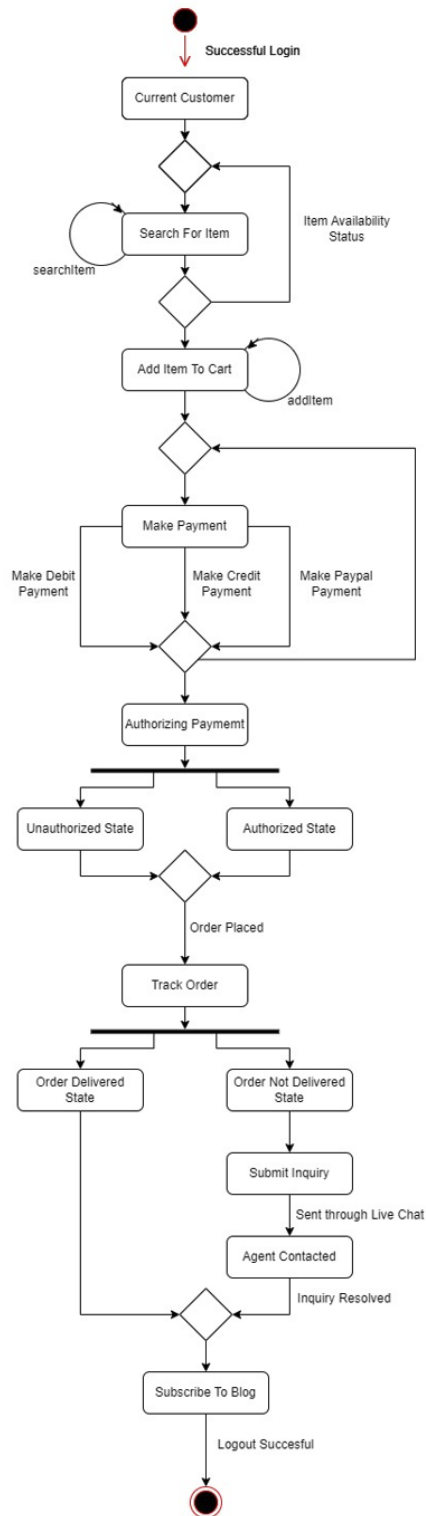 Successful Login
Current Customer
Item Availability
Status
Search For Item
searchItem
Add Item To Cart
addItem
Make Payment
Make Debit
Payment
Make Credit
Payment
Make Paypal
Payment
Authorizing Paymemt
Unauthorized State
Authorized State
Order Placed
Track Order
Order Delivered
State
Order Not Delivered
State
Submit Inquiry
Sent through Live Chat
Agent Contacted
Inquiry Resolved
Subscribe To Blog
Logout Succesful